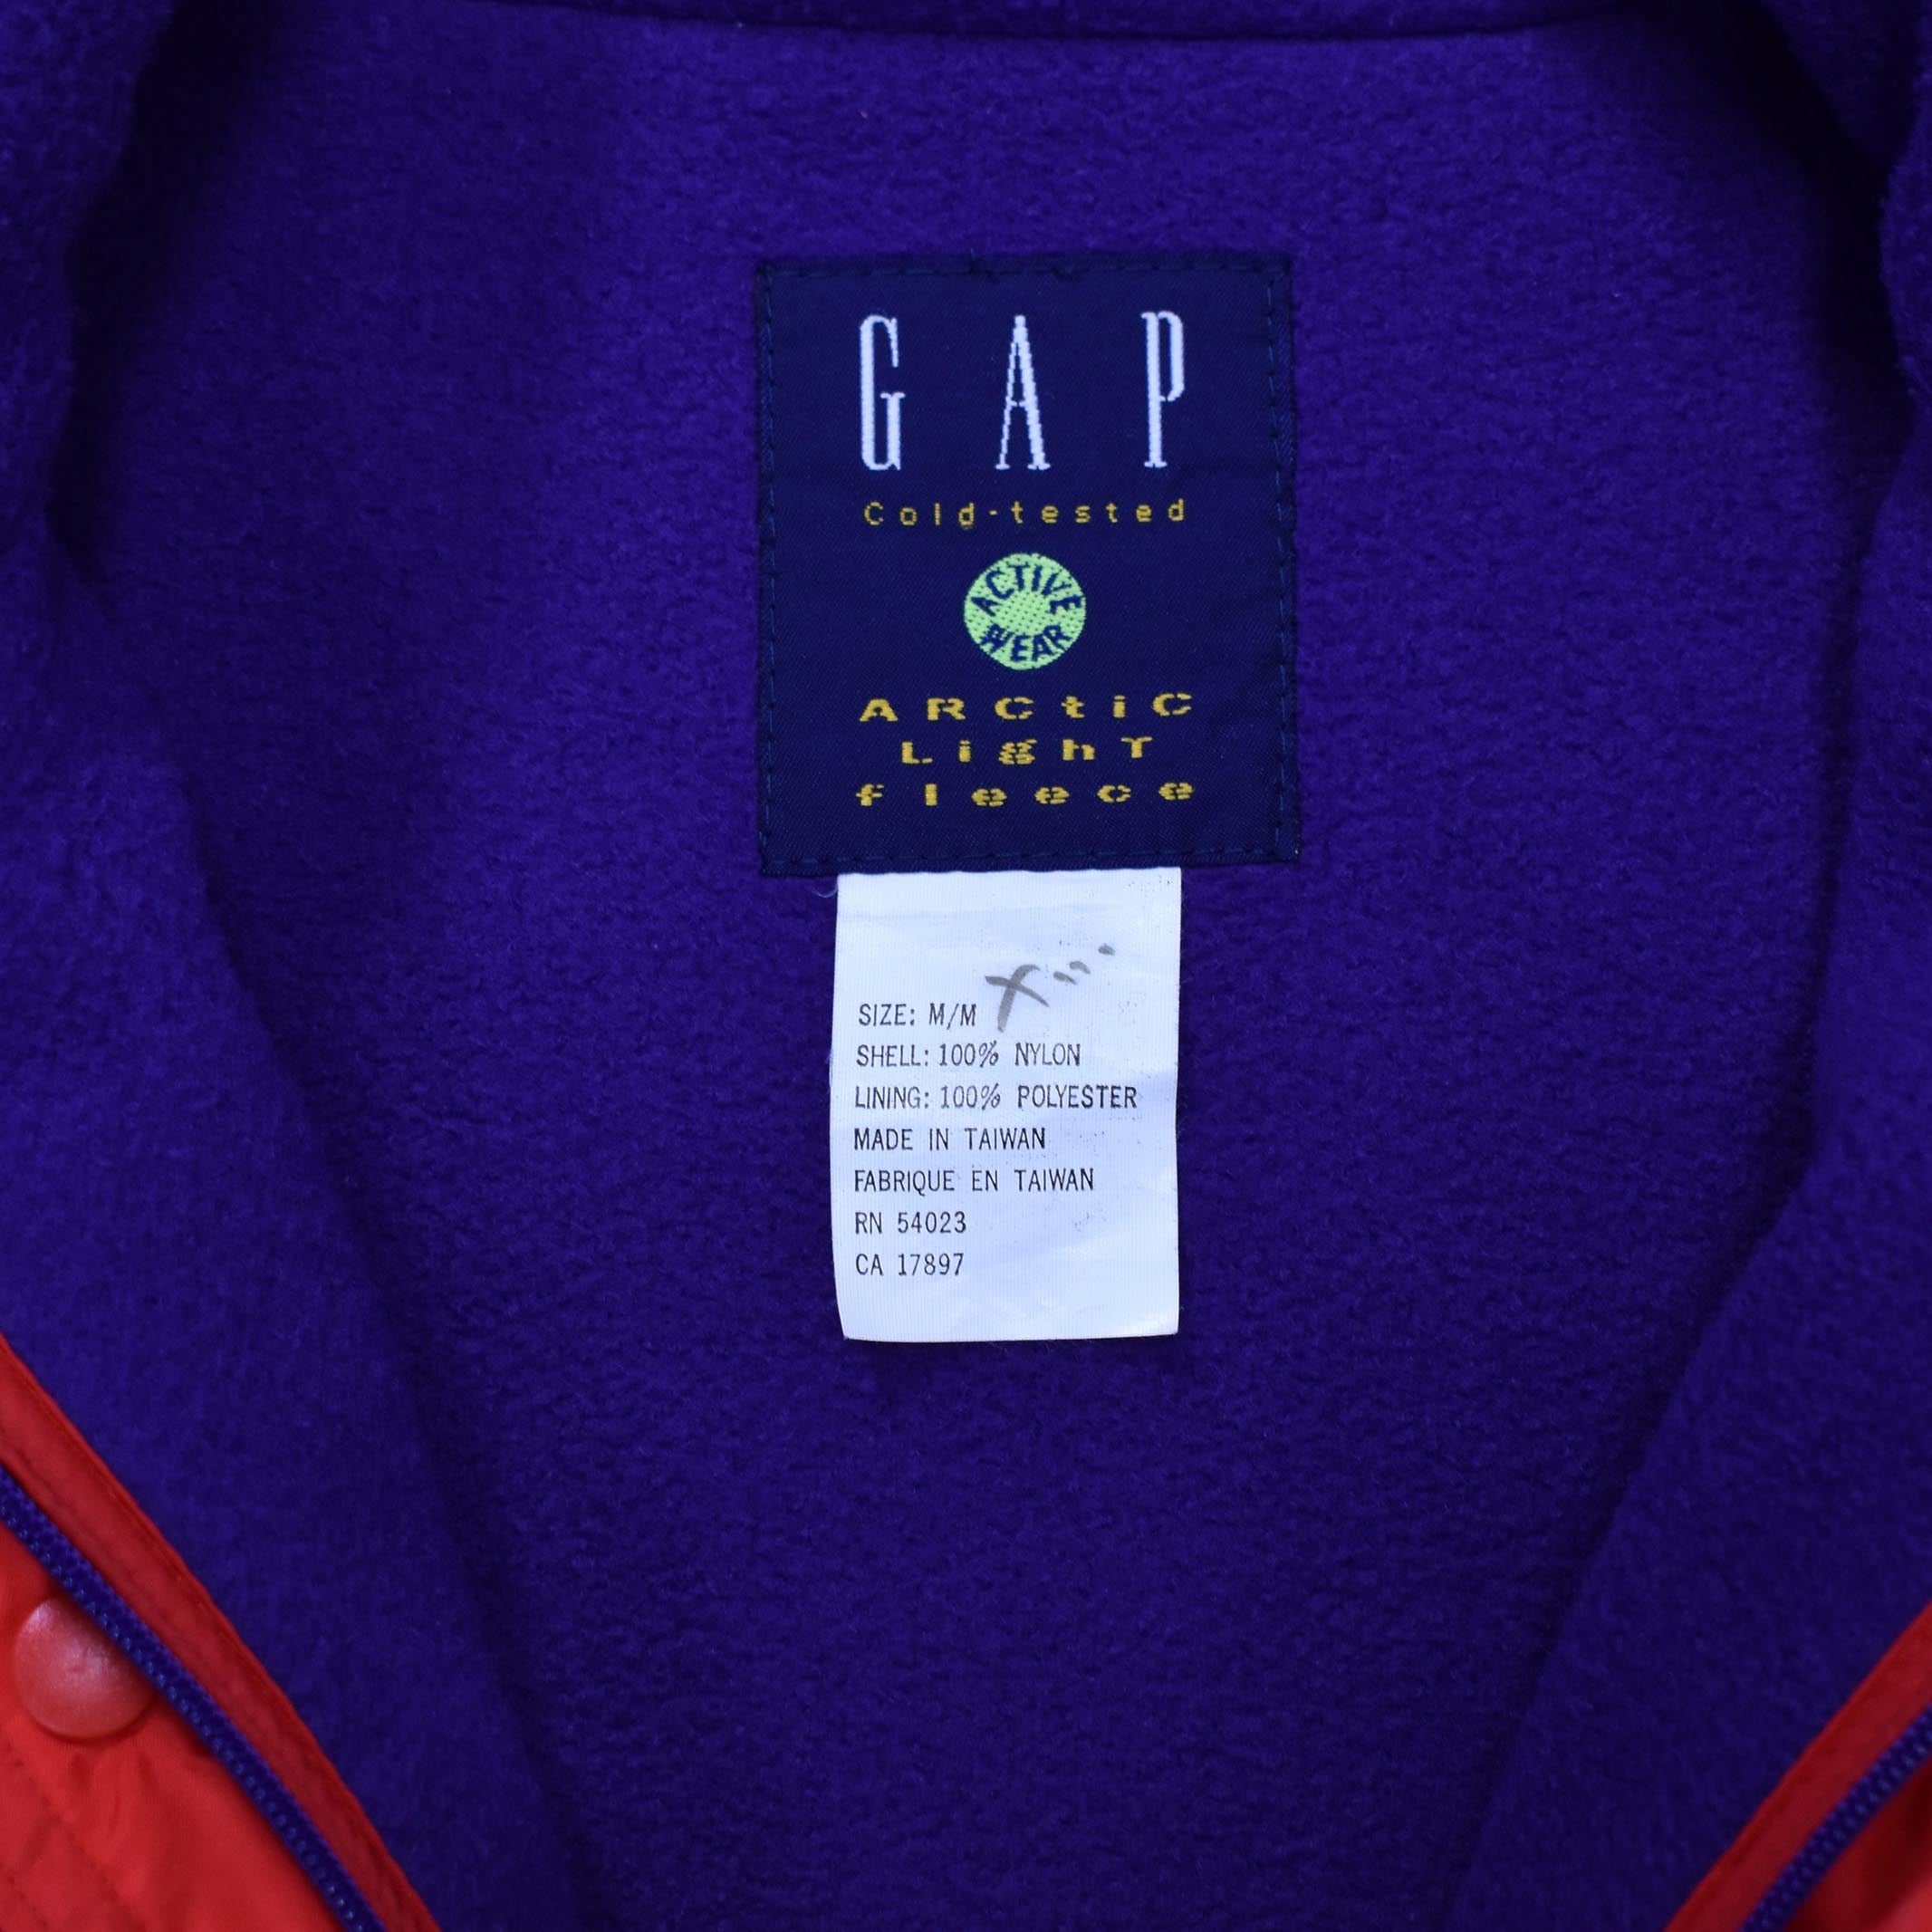 GAP
Cold-tested
ACTIVE
WEAR
ARCtiC
LighT
fleece
SIZE: M/M
SHELL: 100% NYLON
LINING: 100% POLYESTER
MADE IN TAIWAN
FABRIQUE EN TAIWAN
RN 54023
CA 17897